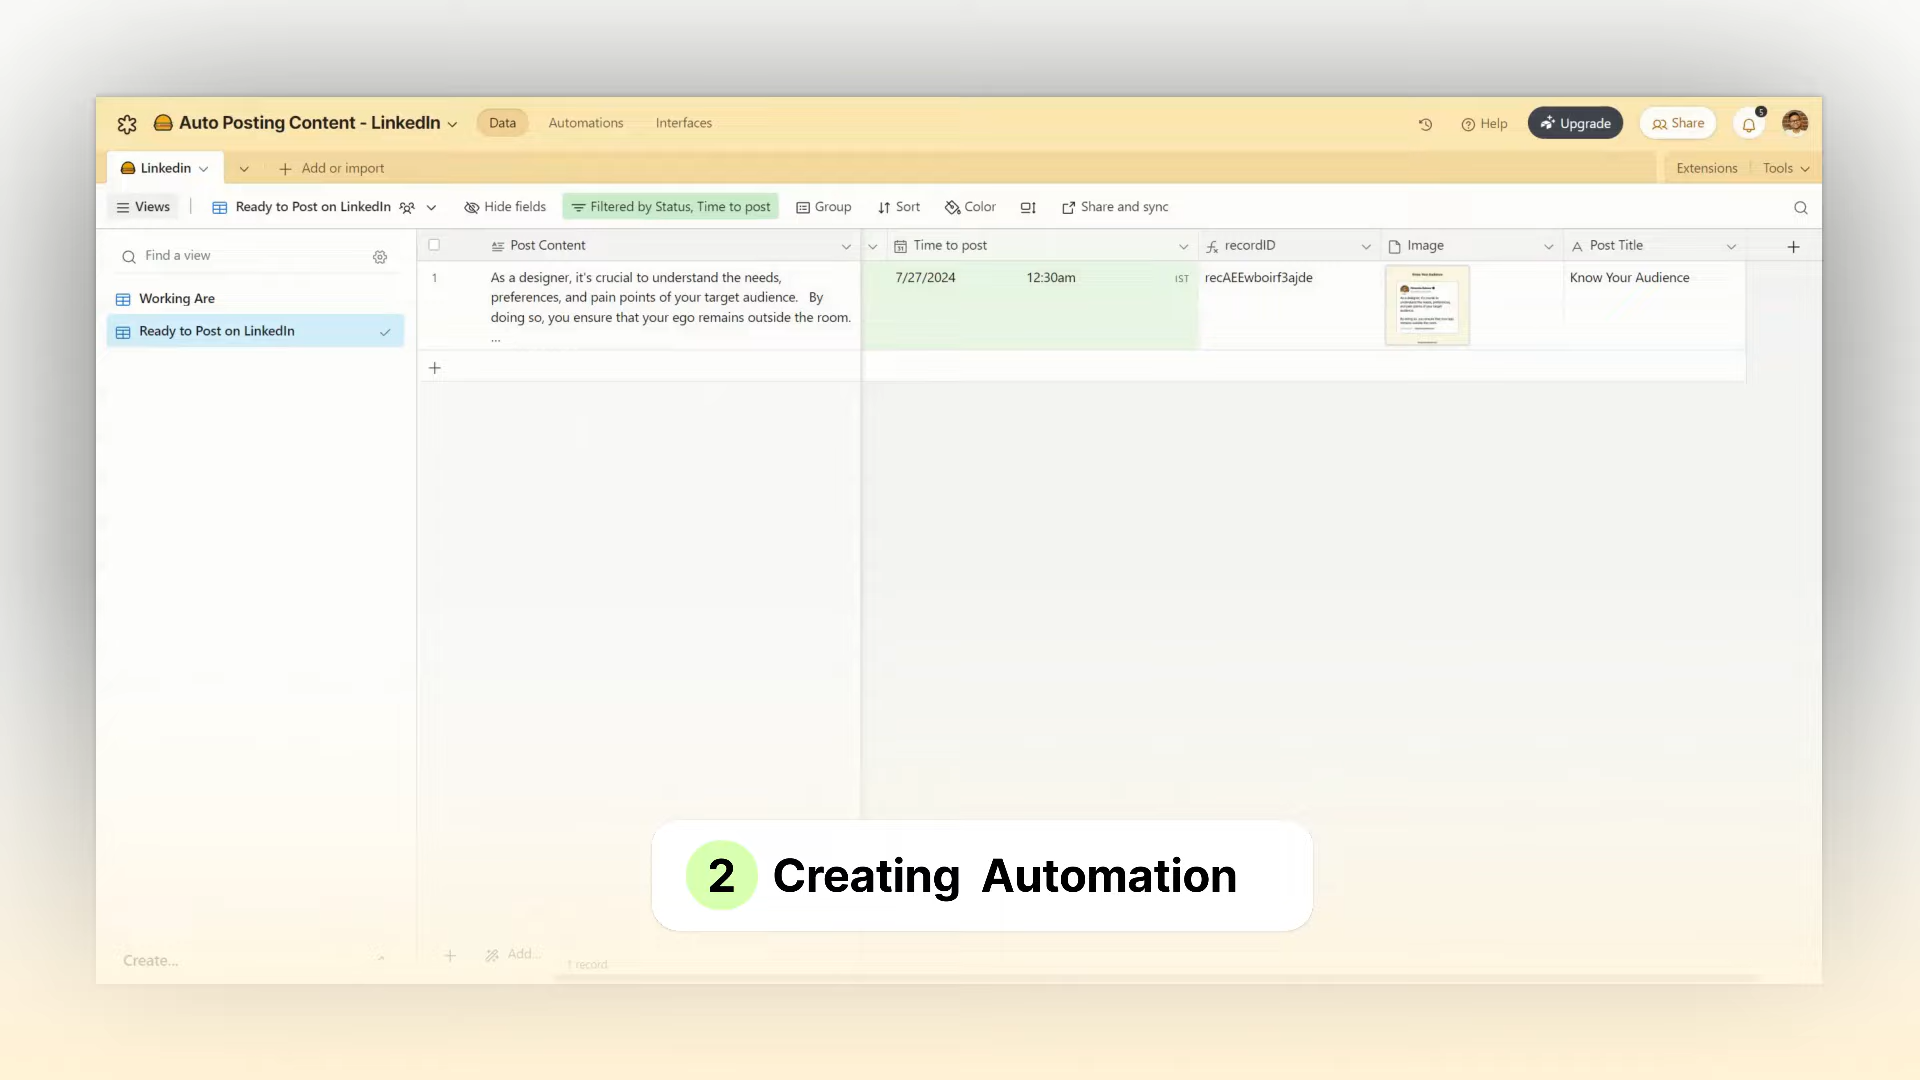 Auto Posting Content - LinkedIn
Data
Automations
Interfaces
Help
Upgrade
Share
5
Linkedin
Add or import
Extensions
Tools
Views
Ready to Post on LinkedIn
Hide fields
Filtered by Status, Time to post
Group
Sort
Color
Share and sync
Find a view
Working Are
Ready to Post on LinkedIn
Post Content
Time to post
recordID
Image
Post Title
1
As a designer, it's crucial to understand the needs,
preferences, and pain points of your target audience. By
doing so, you ensure that your ego remains outside the room.
...
7/27/2024
12:30am
IST
recAEEwboirf3ajde
Know Your Audience
2
Creating Automation
Create...
Add...
1 record